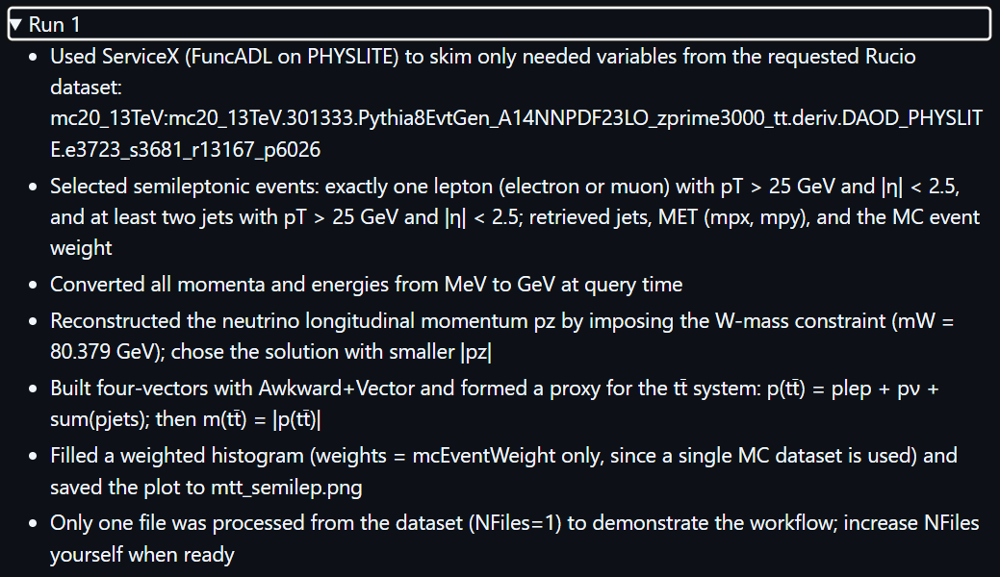 ▼ Run 1
• Used ServiceX (FuncADL on PHYSLITE) to skim only needed variables from the requested Rucio
dataset:
mc20_13TeV:mc20_13TeV.301333.Pythia8EvtGen_A14NNPDF23LO_zprime3000_tt.deriv.DAOD_PHYSLIT
E.e3723_s3681_r13167_p6026
• Selected semileptonic events: exactly one lepton (electron or muon) with pT > 25 GeV and |η| < 2.5,
and at least two jets with pT > 25 GeV and |η| < 2.5; retrieved jets, MET (mpx, mpy), and the MC event
weight
• Converted all momenta and energies from MeV to GeV at query time
• Reconstructed the neutrino longitudinal momentum pz by imposing the W-mass constraint (mW =
80.379 GeV); chose the solution with smaller |pz|
• Built four-vectors with Awkward+Vector and formed a proxy for the tt̄ system: p(tt̄) = plep + pν +
sum(pjets); then m(tt̄) = |p(tt̄)|
• Filled a weighted histogram (weights = mcEventWeight only, since a single MC dataset is used) and
saved the plot to mtt_semilep.png
• Only one file was processed from the dataset (NFiles=1) to demonstrate the workflow; increase NFiles
yourself when ready